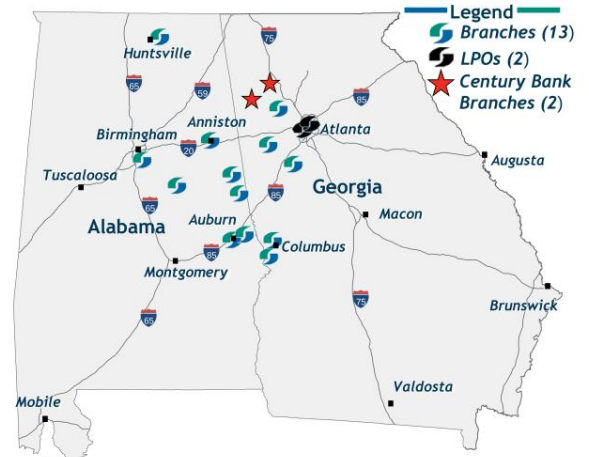 Legend
Branches (13)
LPOs (2)
Century Bank
Branches (2)
75
Huntsville
65
59
85
Anniston
Atlanta
Birmingham
20
Augusta
Tuscaloosa
Georgia
85
65
Auburn
Macon
Alabama
Columbus
85
Montgomery
Brunswick
75
65
Valdosta
Mobile